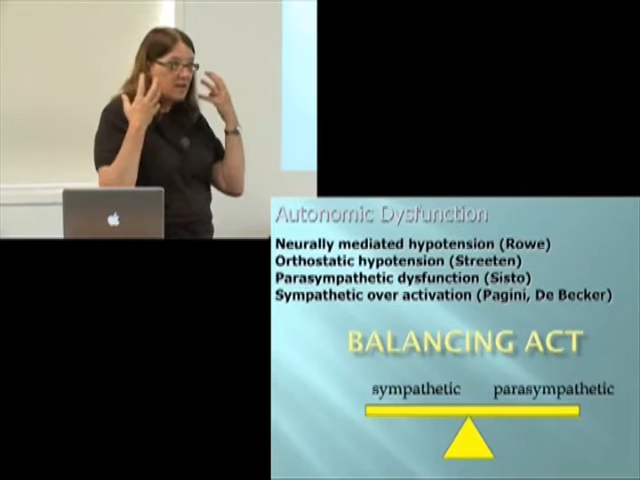 Autonomic Dysfunction
Neurally mediated hypotension (Rowe)
Orthostatic hypotension (Streeten)
Parasympathetic dysfunction (Sisto)
Sympathetic over activation (Pagini, De Becker)
BALANCING ACT
sympathetic parasympathetic